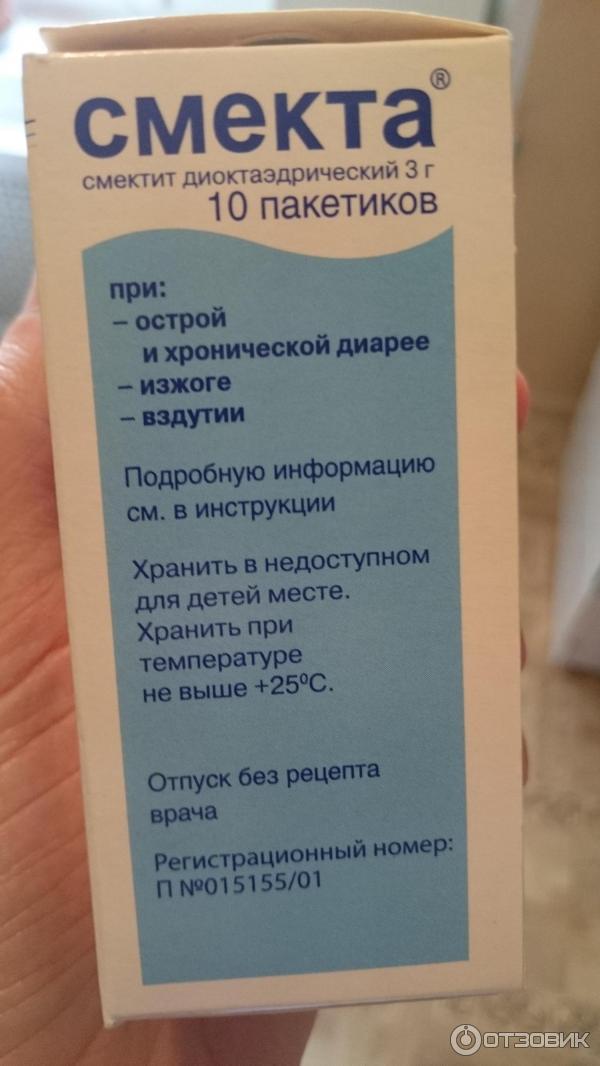 смекта®
смектит диоктаэдрический 3 г
10 пакетиков
при:
– острой
и хронической диарее
– изжоге
– вздутии
Подробную информацию
см. в инструкции
Хранить в недоступном
для детей месте.
Хранить при
температуре
не выше +25ºС.
Отпуск без рецепта
врача
Регистрационный номер:
П №015155/01
ОТЗОВИК